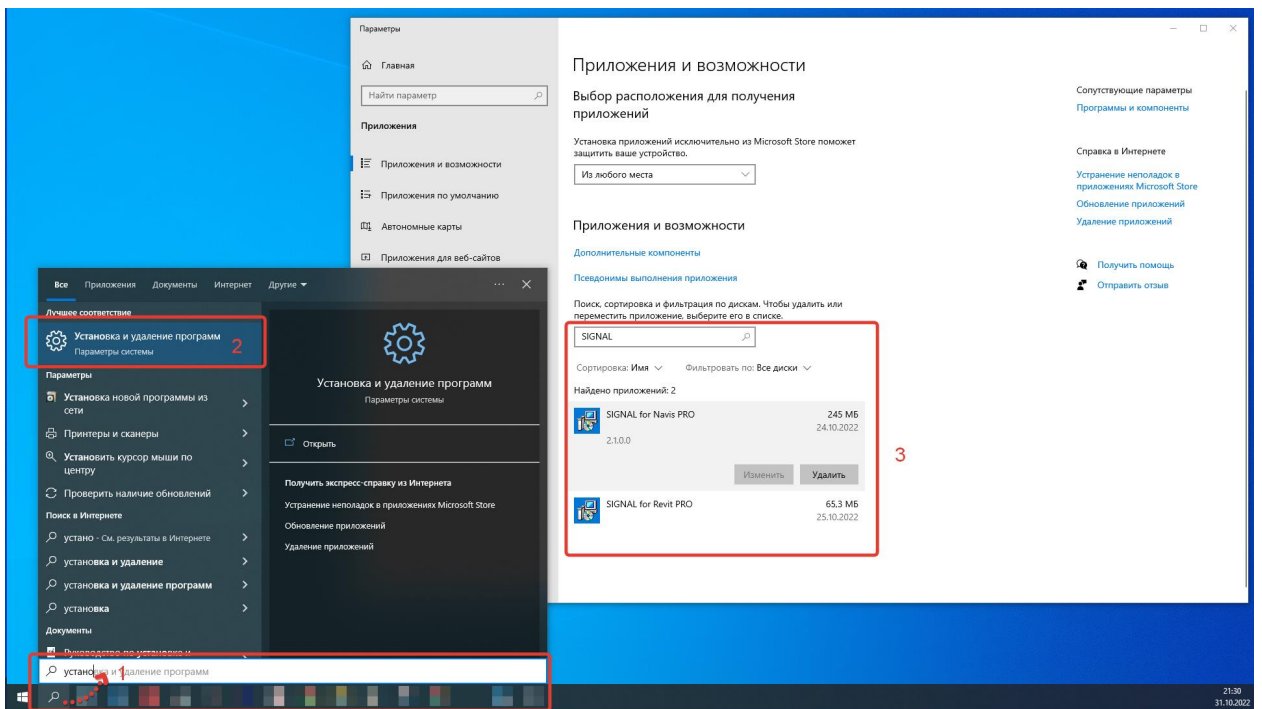 Параметры
Главная
Найти параметр
Приложения
Приложения и возможности
Приложения по умолчанию
Автономные карты
Приложения для веб-сайтов
Приложения и возможности
Выбор расположения для получения
приложений
Установка приложений исключительно из Microsoft Store поможет
защитить ваше устройство.
Из любого места
Приложения и возможности
Дополнительные компоненты
Псевдонимы выполнения приложения
Поиск, сортировка и фильтрация по дискам. Чтобы удалить или
переместить приложение, выберите его в списке.
SIGNAL
Сортировка: Имя Фильтровать по: Все диски
Найдено приложений: 2
SIGNAL for Navis PRO 245 МБ
24.10.2022
2.1.0.0
Изменить Удалить
SIGNAL for Revit PRO 65,3 МБ
25.10.2022
3
Сопутствующие параметры
Программы и компоненты
Справка в Интернете
Устранение неполадок в
приложениях Microsoft Store
Обновление приложений
Удаление приложений
Получить помощь
Отправить отзыв
Все Приложения Документы Интернет Другие
Лучшее соответствие
Установка и удаление программ
Параметры системы
2
Параметры
Установка новой программы из
сети
Принтеры и сканеры
Установить курсор мыши по
центру
Проверить наличие обновлений
Поиск в Интернете
устано - См. результаты в Интернете
установка и удаление
установка и удаление программ
установка
Документы
Руководство по установке и
Установка и удаление программ
Параметры системы
Открыть
Получить экспресс-справку из Интернета
Устранение неполадок в приложениях Microsoft Store
Обновление приложений
Удаление приложений
установка и удаление программ
1
21:30
31.10.2022